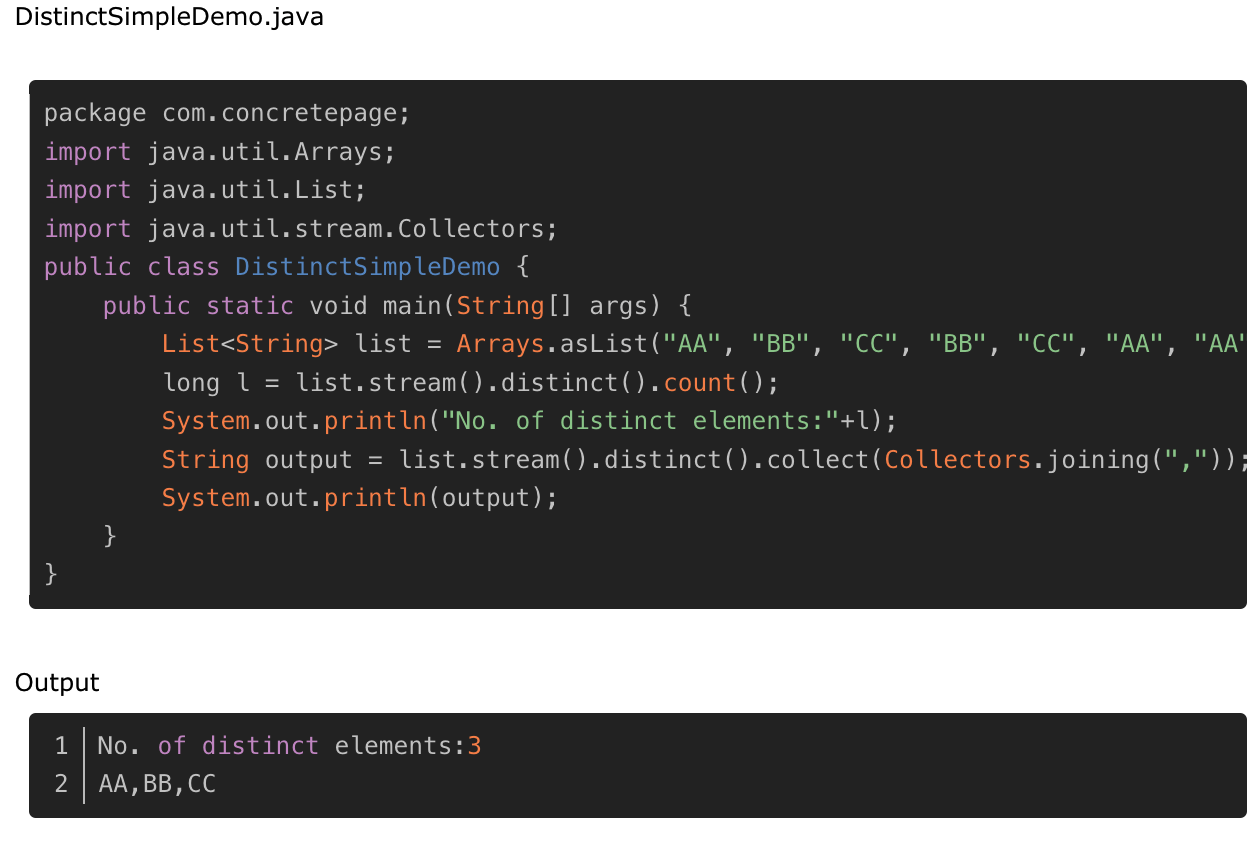 DistinctSimpleDemo.java
package com.concretepage;
import java.util.Arrays;
import java.util.List;
import java.util.stream.Collectors;
public class DistinctSimpleDemo {
    public static void main(String[] args) {
        List<String> list = Arrays.asList("AA", "BB", "CC", "BB", "CC", "AA", "AA"
        long l = list.stream().distinct().count();
        System.out.println("No. of distinct elements:"+l);
        String output = list.stream().distinct().collect(Collectors.joining(","));
        System.out.println(output);
    }
}
Output
1 No. of distinct elements:3
2 AA,BB,CC